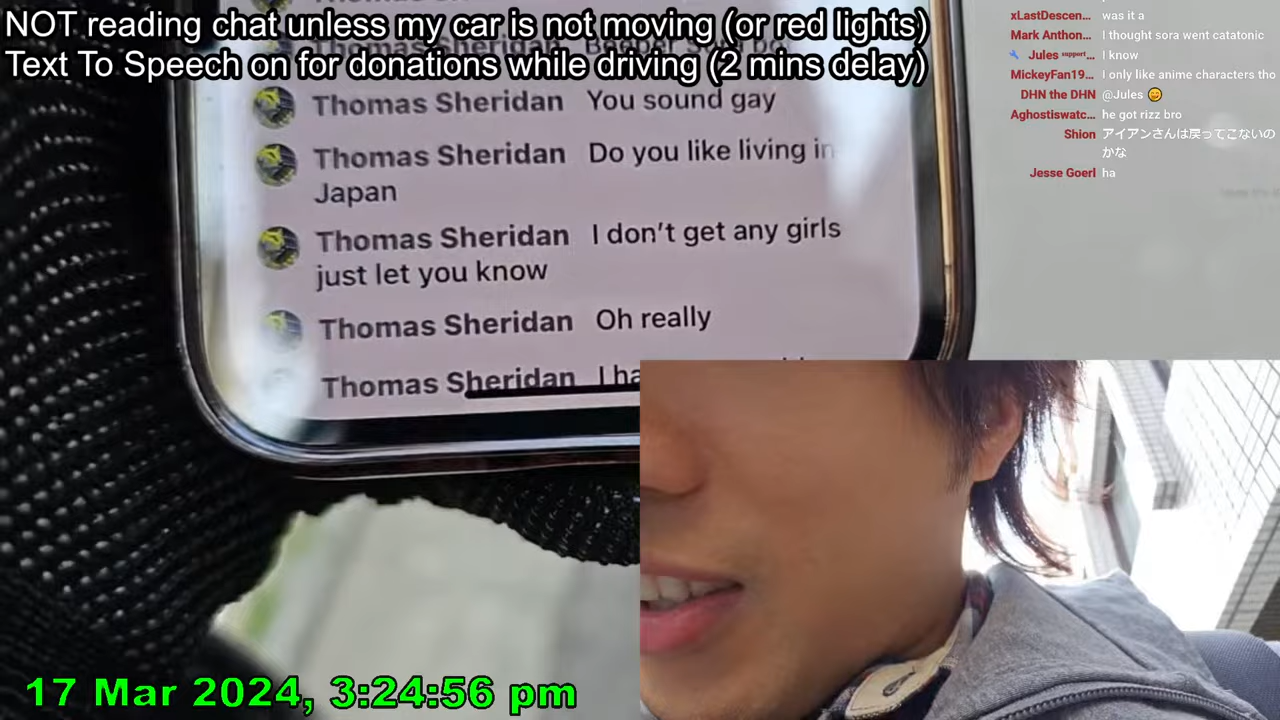 NOT reading chat unless my car is not moving (or red lights)
Text To Speech on for donations while driving (2 mins delay)
Thomas Sheridan You sound gay
Thomas Sheridan Do you like living in
Japan
Thomas Sheridan I don't get any girls
just let you know
Thomas Sheridan Oh really
Thomas Sheridan I ha
xLastDescen... was it a
Mark Anthon... I thought sora went catatonic
Jules support... I know
MickeyFan19... I only like anime characters tho
DHN the DHN @Jules
Aghostiswatc... he got rizz bro
Shion アイアンさんは戻ってこないの
かな
Jesse Goerl ha
17 Mar 2024, 3:24:56 pm